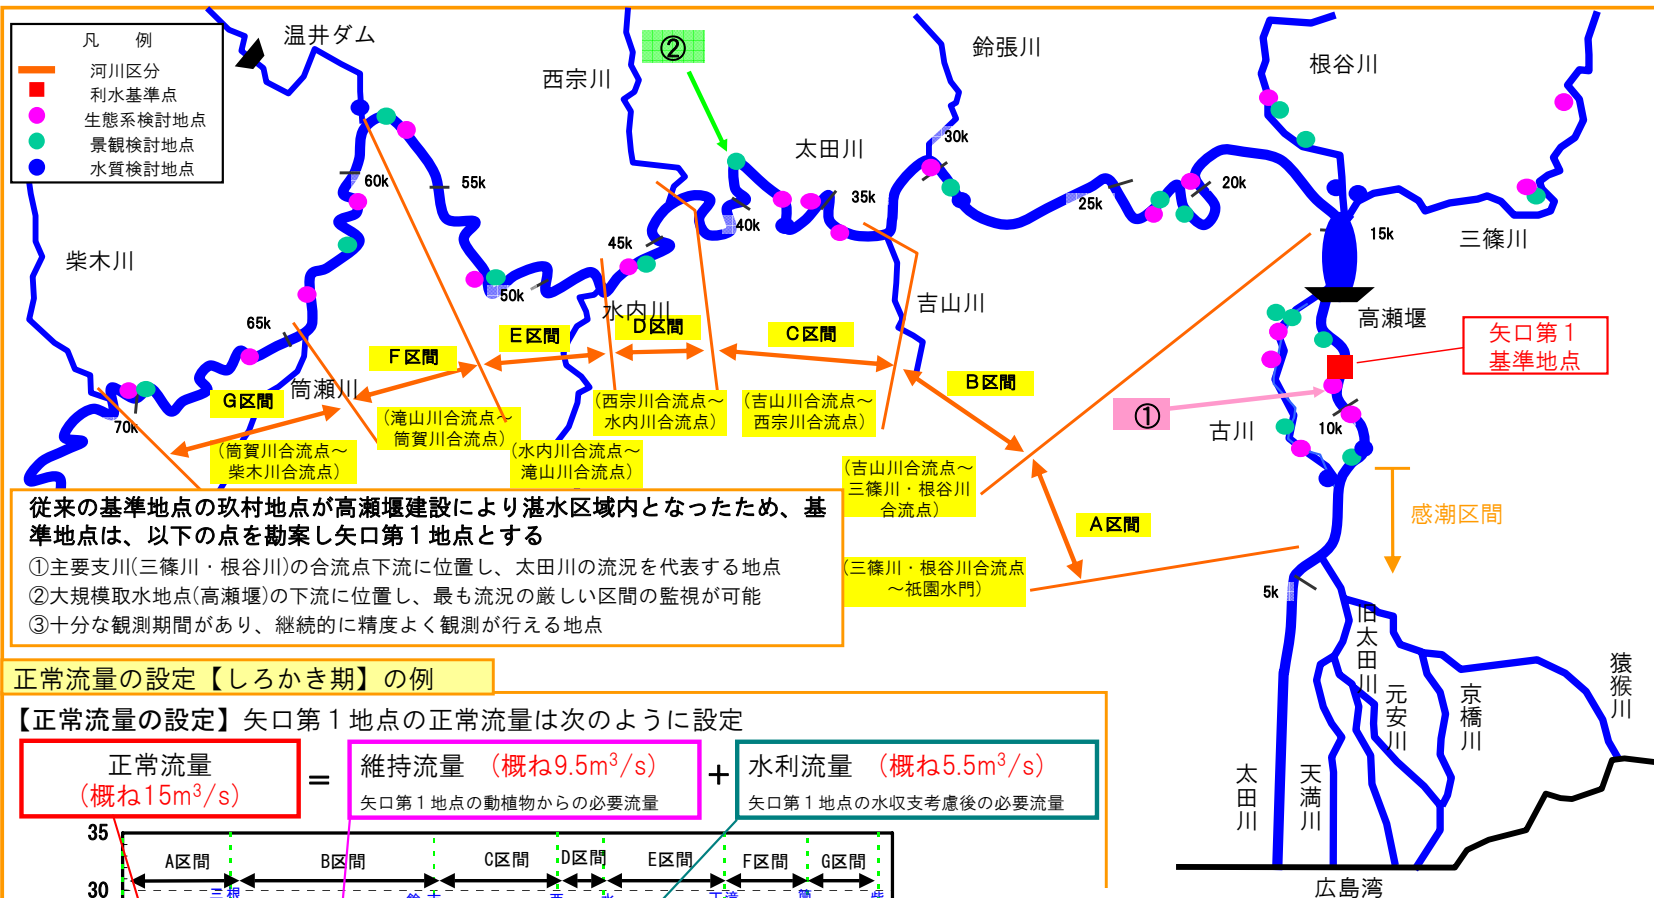 凡　例
河川区分
利水基準点
生態系検討地点
景観検討地点
水質検討地点
温井ダム
西宗川
②
鈴張川
根谷川
太田川
柴木川
三篠川
水内川
吉山川
筒瀬川
高瀬堰
古川
30k
20k
25k
35k
40k
45k
50k
55k
60k
65k
70k
15k
10k
5k
矢口第１
基準地点
①
感潮区間
G区間
F区間
E区間
D区間
C区間
B区間
A区間
(筒賀川合流点～
柴木川合流点)
(滝山川合流点～
筒賀川合流点)
(水内川合流点～
滝山川合流点)
(西宗川合流点～
水内川合流点)
(吉山川合流点～
西宗川合流点)
(吉山川合流点～
三篠川・根谷川
合流点)
(三篠川・根谷川合流点
～祇園水門)
従来の基準地点の玖村地点が高瀬堰建設により湛水区域内となったため、基
準地点は、以下の点を勘案し矢口第１地点とする
①主要支川(三篠川・根谷川)の合流点下流に位置し、太田川の流況を代表する地点
②大規模取水地点(高瀬堰)の下流に位置し、最も流況の厳しい区間の監視が可能
③十分な観測期間があり、継続的に精度よく観測が行える地点
旧太田川
元安川
京橋川
猿猴川
太田川
天満川
広島湾
正常流量の設定【しろかき期】の例
【正常流量の設定】矢口第１地点の正常流量は次のように設定
正常流量
(概ね15m³/s)
=
維持流量　(概ね9.5m³/s)
矢口第１地点の動植物からの必要流量
+
水利流量　(概ね5.5m³/s)
矢口第１地点の水収支考慮後の必要流量
35
30
A区間
B区間
C区間
D区間
E区間
F区間
G区間